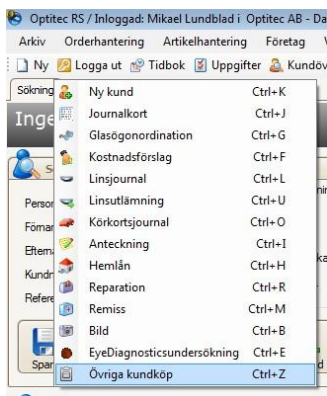 Optitec RS / Inloggad: Mikael Lundblad i Optitec AB - Da
Arkiv Orderhantering Artikelhantering Företag
Ny Logga ut Tidbok Uppgifter Kundöv
Sökning
Inge
Ny kund Ctrl+K
Journalkort Ctrl+J
Glasögonordination Ctrl+G
Kostnadsförslag Ctrl+F
Linsjournal Ctrl+L
Person
Linsutlämning Ctrl+U
Förnar
Körkortsjournal Ctrl+O
Anteckning Ctrl+I
Eftern
Hemlån Ctrl+H
Kundn
Reparation Ctrl+R
Refere
Remiss Ctrl+M
Bild Ctrl+B
EyeDiagnosticsundersökning Ctrl+E
Spar
Övriga kundköp Ctrl+Z